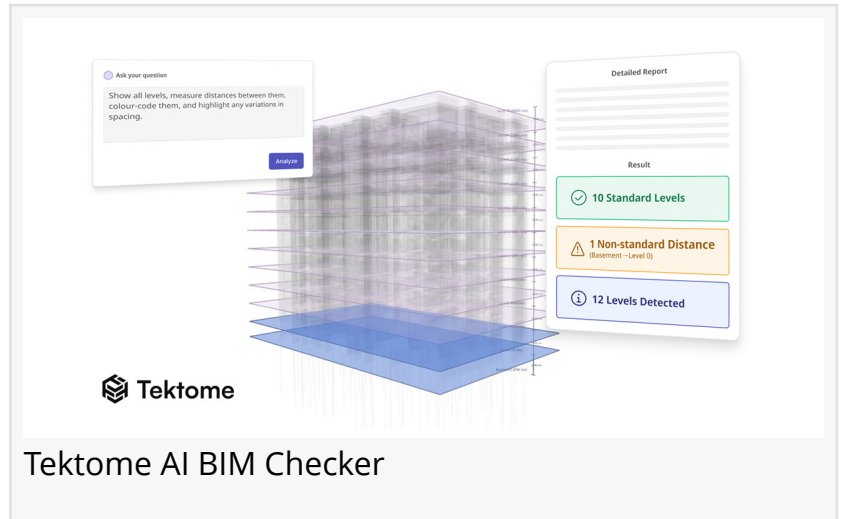 Ask your question
Show all levels, measure distances between them,
colour-code them, and highlight any variations in
spacing.
Analyze
Detailed Report
Result
10 Standard Levels
1 Non-standard Distance
(Basement→Level 0)
12 Levels Detected
Tektome
Tektome AI BIM Checker